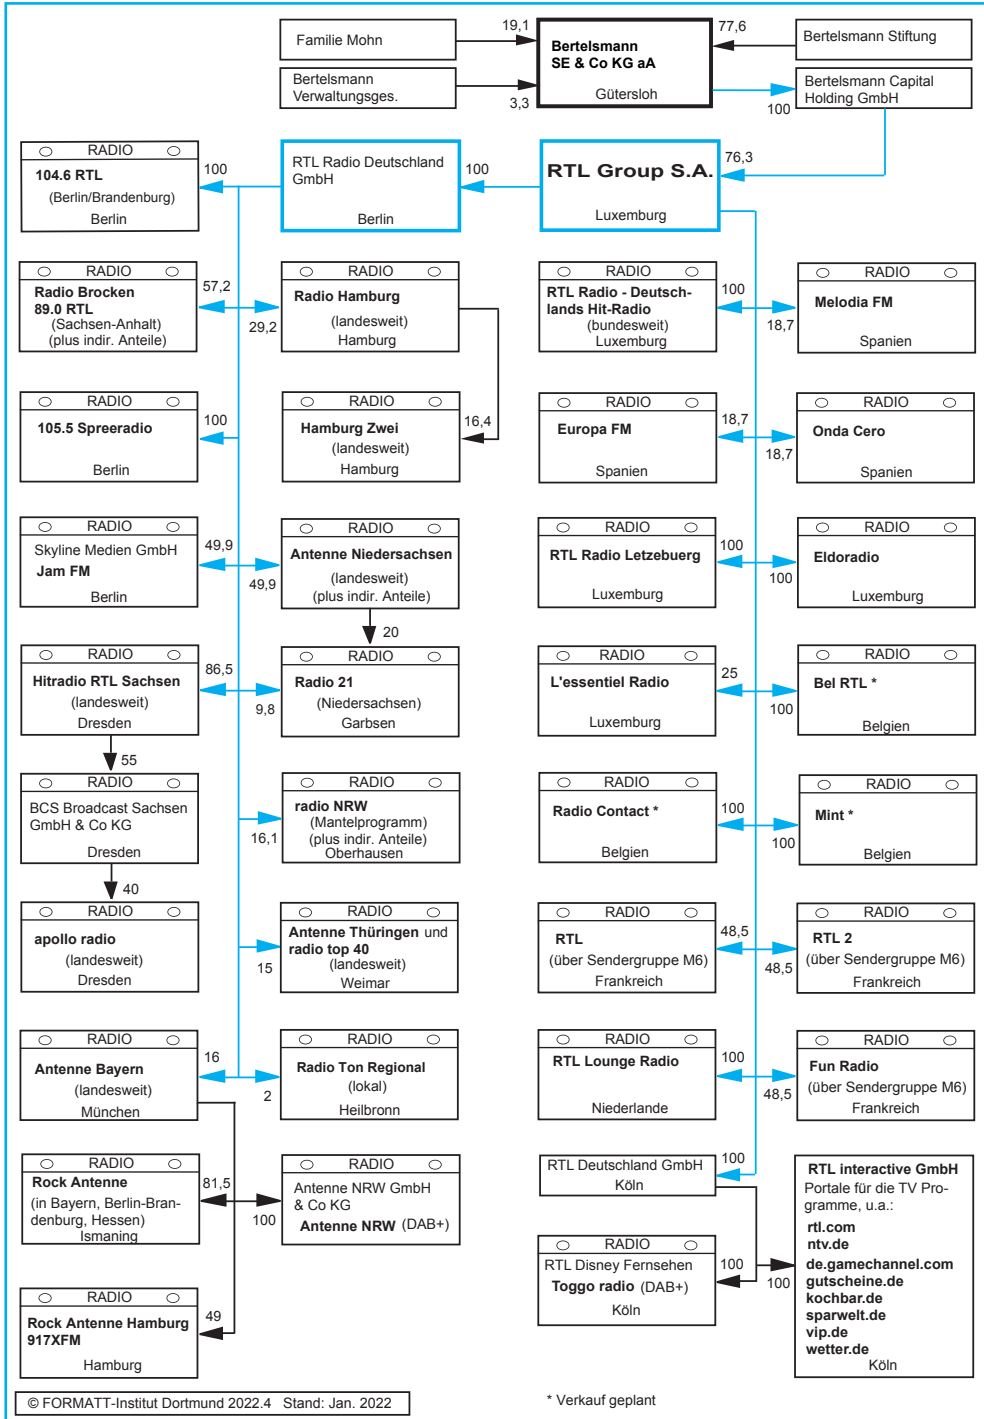 Familie Mohn
19,1
Bertelsmann
SE & Co KG aA
Gütersloh
77,6
Bertelsmann Stiftung
Bertelsmann
Verwaltungsges.
3,3
100
Bertelsmann Capital
Holding GmbH
RADIO
104.6 RTL
(Berlin/Brandenburg)
Berlin
100
RTL Radio Deutschland
GmbH
Berlin
100
RTL Group S.A.
Luxemburg
76,3
RADIO
Radio Brocken
89.0 RTL
(Sachsen-Anhalt)
(plus indir. Anteile)
57,2
29,2
RADIO
Radio Hamburg
(landesweit)
Hamburg
RADIO
RTL Radio - Deutsch-
lands Hit-Radio
(bundesweit)
Luxemburg
100
18,7
RADIO
Melodia FM
Spanien
RADIO
105.5 Spreeradio
Berlin
100
RADIO
Hamburg Zwei
(landesweit)
Hamburg
16,4
RADIO
Europa FM
Spanien
18,7
18,7
RADIO
Onda Cero
Spanien
RADIO
Skyline Medien GmbH
Jam FM
Berlin
49,9
49,9
RADIO
Antenne Niedersachsen
(landesweit)
(plus indir. Anteile)
20
RADIO
RTL Radio Letzebuerg
Luxemburg
100
100
RADIO
Eldoradio
Luxemburg
RADIO
Hitradio RTL Sachsen
(landesweit)
Dresden
86,5
9,8
55
RADIO
Radio 21
(Niedersachsen)
Garbsen
RADIO
L'essentiel Radio
Luxemburg
25
100
RADIO
Bel RTL *
Belgien
RADIO
BCS Broadcast Sachsen
GmbH & Co KG
Dresden
40
16,1
RADIO
radio NRW
(Mantelprogramm)
(plus indir. Anteile)
Oberhausen
RADIO
Radio Contact *
Belgien
100
100
RADIO
Mint *
Belgien
RADIO
apollo radio
(landesweit)
Dresden
15
RADIO
Antenne Thüringen und
radio top 40
(landesweit)
Weimar
RADIO
RTL
(über Sendergruppe M6)
Frankreich
48,5
48,5
RADIO
RTL 2
(über Sendergruppe M6)
Frankreich
RADIO
Antenne Bayern
(landesweit)
München
16
2
RADIO
Radio Ton Regional
(lokal)
Heilbronn
RADIO
RTL Lounge Radio
Niederlande
100
48,5
RADIO
Fun Radio
(über Sendergruppe M6)
Frankreich
RADIO
Rock Antenne
(in Bayern, Berlin-Bran-
denburg, Hessen)
Ismaning
81,5
100
RADIO
Antenne NRW GmbH
& Co KG
Antenne NRW (DAB+)
RTL Deutschland GmbH
Köln
100
RTL interactive GmbH
Portale für die TV Pro-
gramme, u.a.:
rtl.com
ntv.de
de.gamechannel.com
gutscheine.de
kochbar.de
sparwelt.de
vip.de
wetter.de
Köln
RADIO
RTL Disney Fernsehen
Toggo radio (DAB+)
Köln
100
100
RADIO
Rock Antenne Hamburg
917XFM
Hamburg
49
© FORMATT-Institut Dortmund 2022.4 Stand: Jan. 2022
* Verkauf geplant